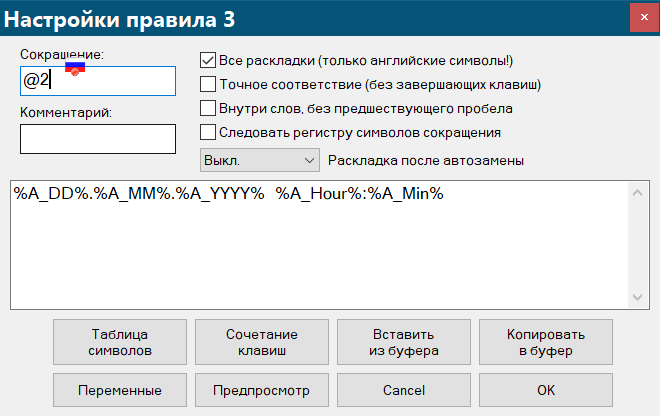 Настройки правила 3
Сокращение:
@2
Комментарий:
Все раскладки (только английские символы!)
Точное соответствие (без завершающих клавиш)
Внутри слов, без предшествующего пробела
Следовать регистру символов сокращения
Выкл.
Раскладка после автозамены
%A_DD%.%A_MM%.%A_YYYY%  %A_Hour%:%A_Min%
Таблица
символов
Сочетание
клавиш
Вставить
из буфера
Копировать
в буфер
Переменные
Предпросмотр
Cancel
OK